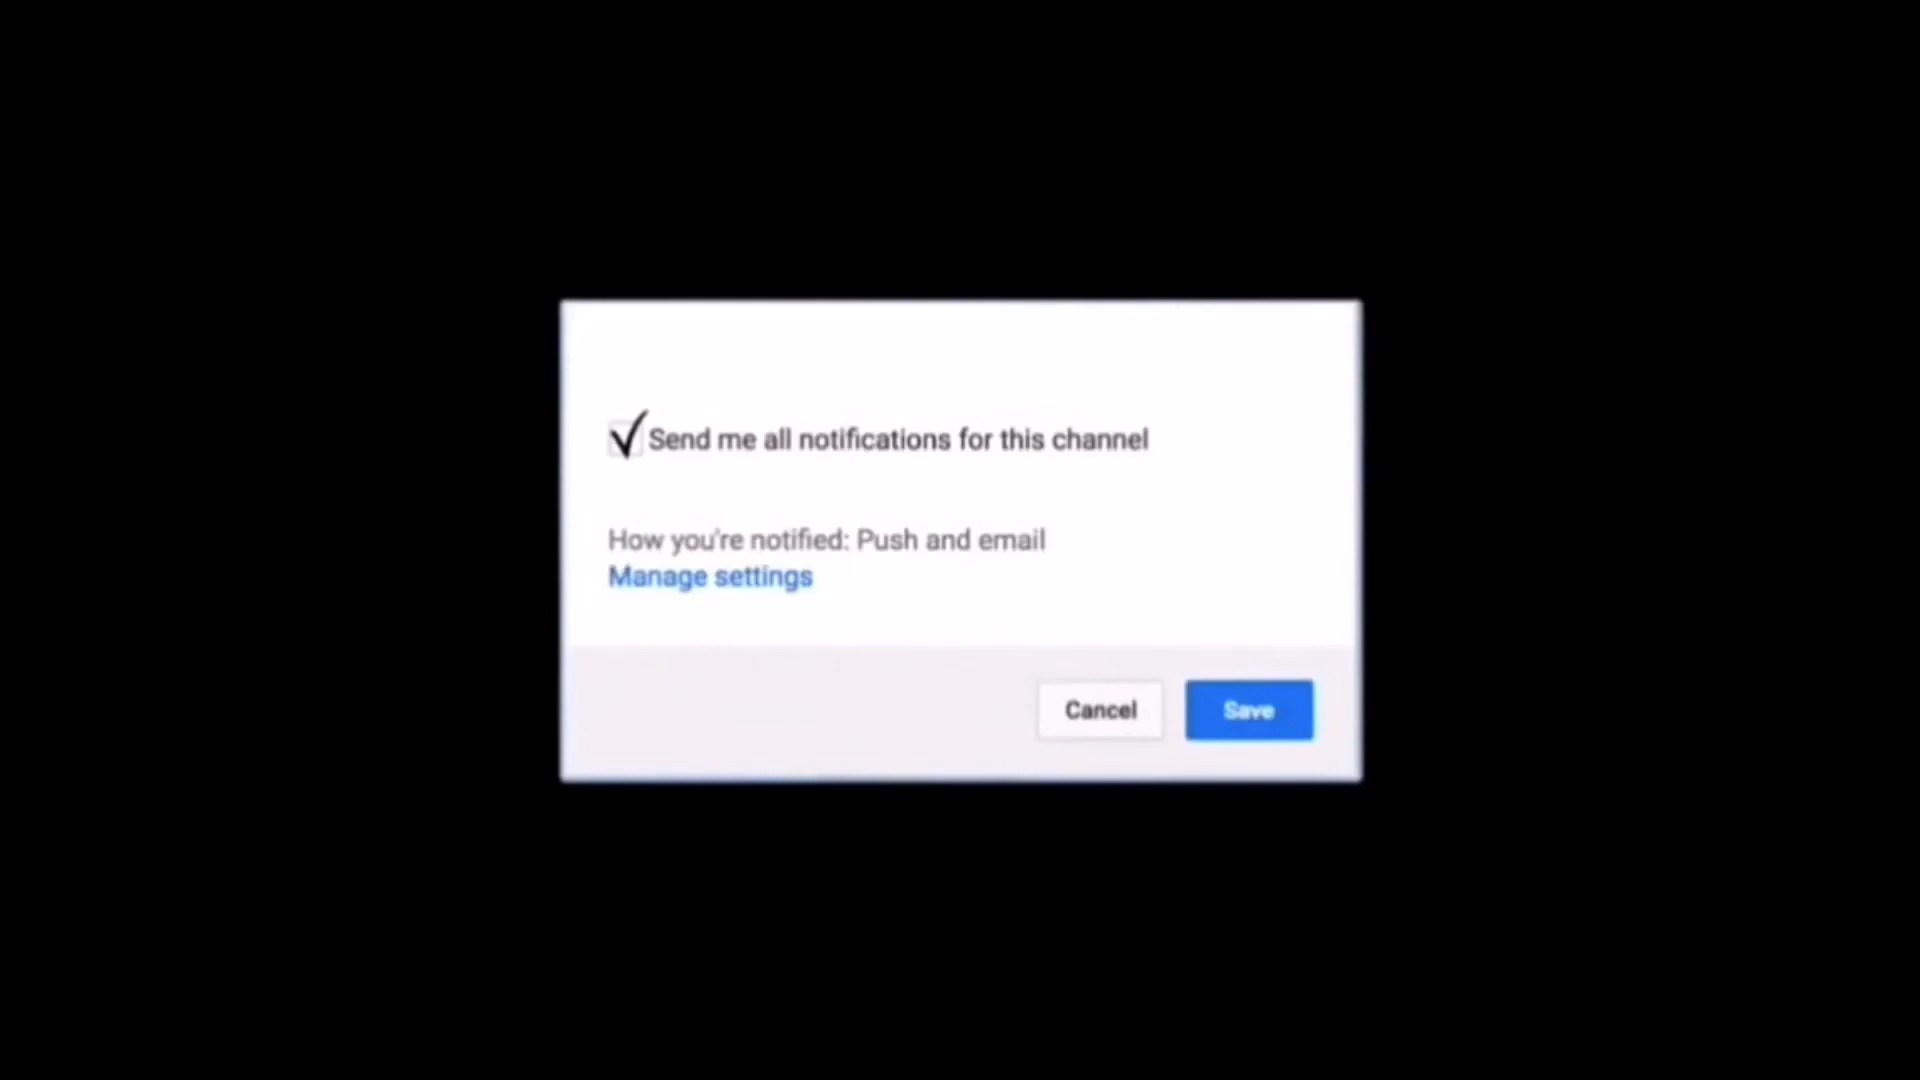 Send me all notifications for this channel
How you're notified: Push and email
Manage settings
Cancel
Save